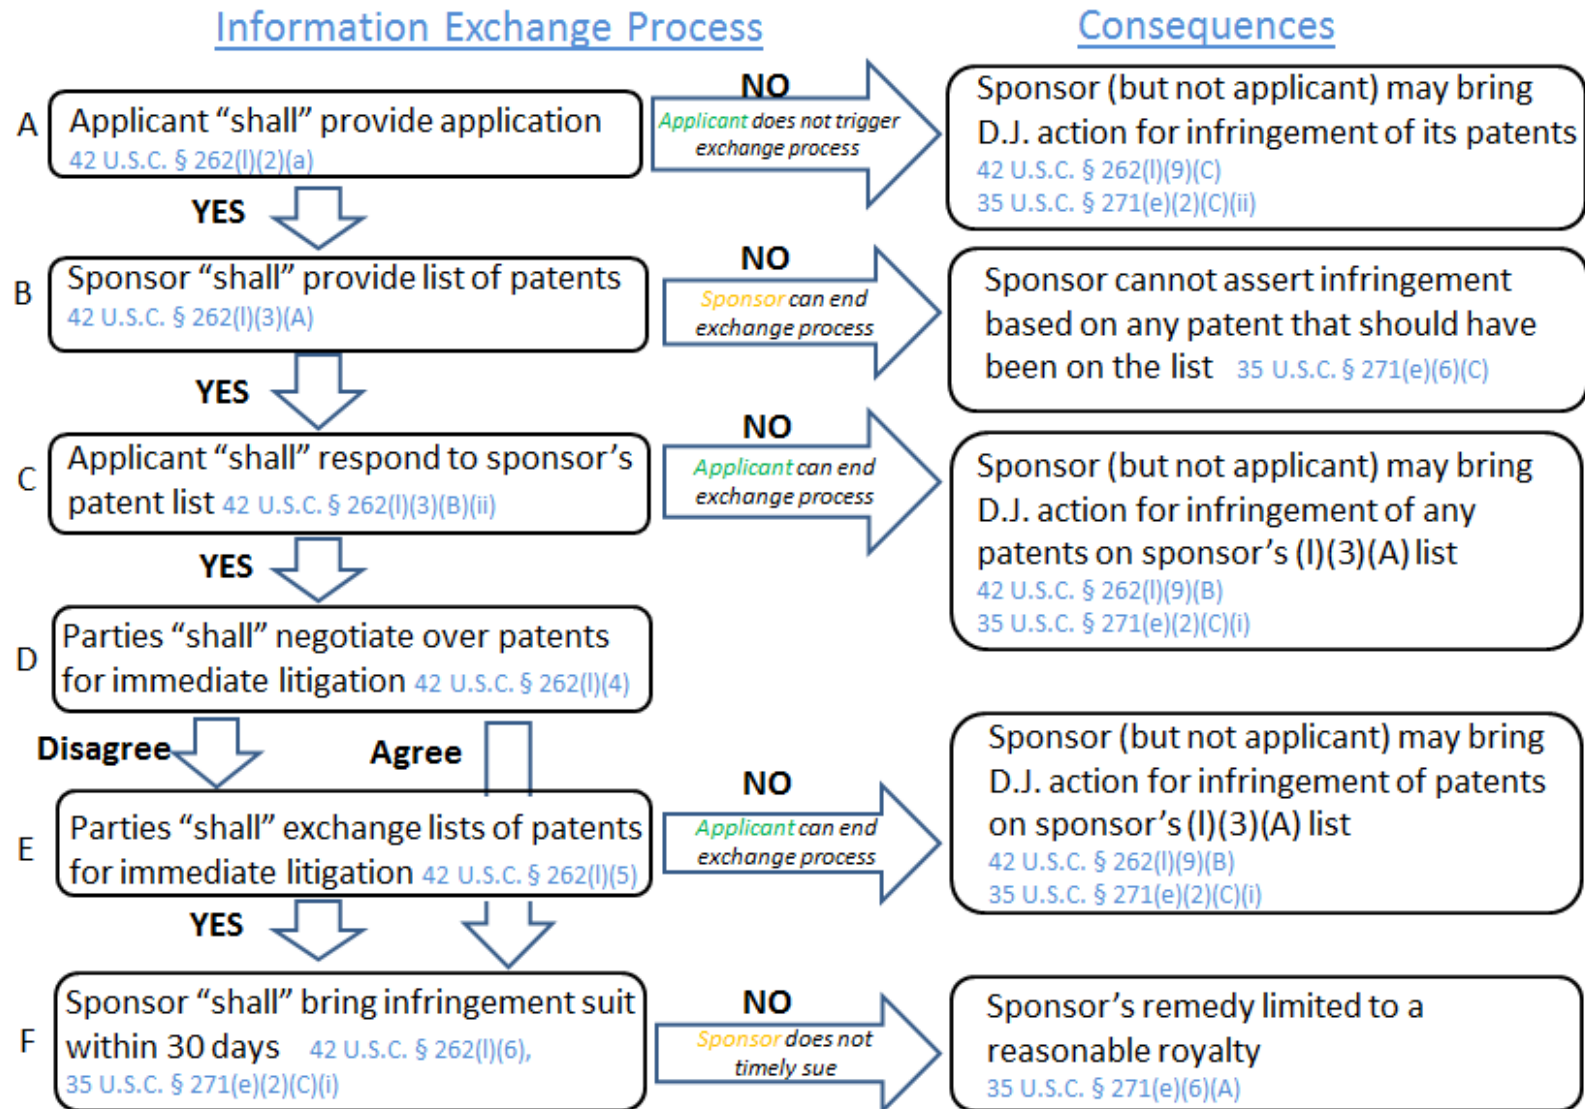 Information Exchange Process
Consequences
A
Applicant “shall” provide application
42 U.S.C. § 262(l)(2)(a)
NO
Applicant does not trigger
exchange process
Sponsor (but not applicant) may bring
D.J. action for infringement of its patents
42 U.S.C. § 262(l)(9)(C)
35 U.S.C. § 271(e)(2)(C)(ii)
YES
B
Sponsor “shall” provide list of patents
42 U.S.C. § 262(l)(3)(A)
NO
Sponsor can end
exchange process
Sponsor cannot assert infringement
based on any patent that should have
been on the list 35 U.S.C. § 271(e)(6)(C)
YES
C
Applicant “shall” respond to sponsor’s
patent list 42 U.S.C. § 262(l)(3)(B)(ii)
NO
Applicant can end
exchange process
Sponsor (but not applicant) may bring
D.J. action for infringement of any
patents on sponsor’s (l)(3)(A) list
42 U.S.C. § 262(l)(9)(B)
35 U.S.C. § 271(e)(2)(C)(i)
YES
D
Parties “shall” negotiate over patents
for immediate litigation 42 U.S.C. § 262(l)(4)
Disagree
Agree
E
Parties “shall” exchange lists of patents
for immediate litigation 42 U.S.C. § 262(l)(5)
NO
Applicant can end
exchange process
Sponsor (but not applicant) may bring
D.J. action for infringement of patents
on sponsor’s (l)(3)(A) list
42 U.S.C. § 262(l)(9)(B)
35 U.S.C. § 271(e)(2)(C)(i)
YES
F
Sponsor “shall” bring infringement suit
within 30 days 42 U.S.C. § 262(l)(6),
35 U.S.C. § 271(e)(2)(C)(i)
NO
Sponsor does not
timely sue
Sponsor’s remedy limited to a
reasonable royalty
35 U.S.C. § 271(e)(6)(A)